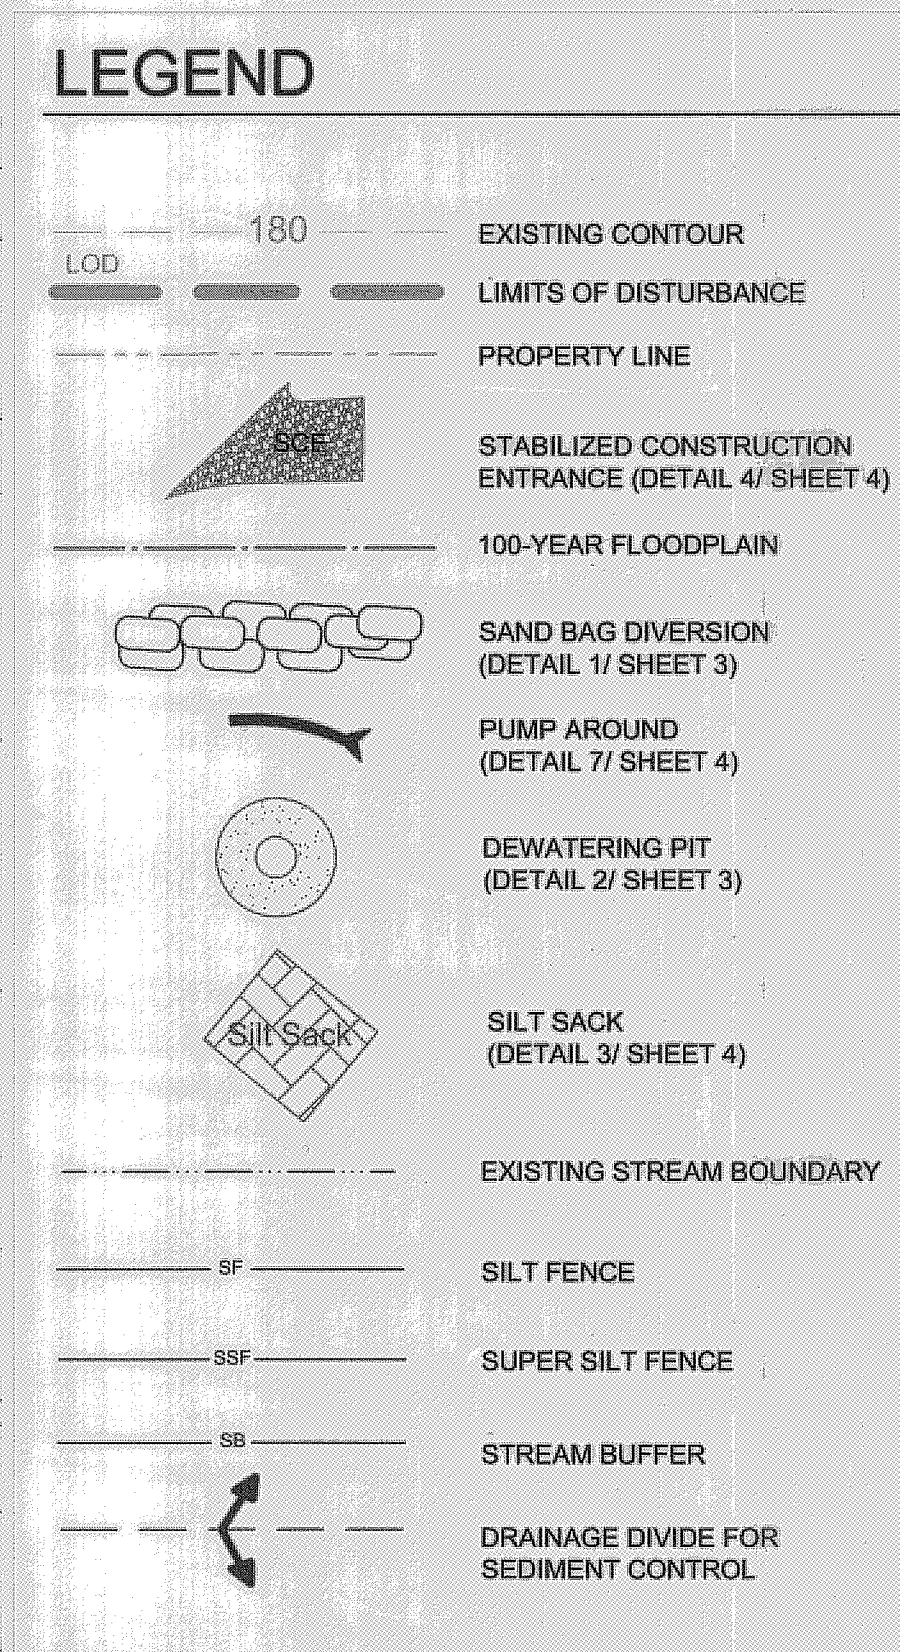 LEGEND
180
EXISTING CONTOUR
LOD
LIMITS OF DISTURBANCE
PROPERTY LINE
SCE
STABILIZED CONSTRUCTION
ENTRANCE (DETAIL 4/ SHEET 4)
100-YEAR FLOODPLAIN
SAND BAG DIVERSION
(DETAIL 1/ SHEET 3)
PUMP AROUND
(DETAIL 7/ SHEET 4)
DEWATERING PIT
(DETAIL 2/ SHEET 3)
Silt Sack
SILT SACK
(DETAIL 3/ SHEET 4)
EXISTING STREAM BOUNDARY
SF
SILT FENCE
SSF
SUPER SILT FENCE
SB
STREAM BUFFER
DRAINAGE DIVIDE FOR
SEDIMENT CONTROL